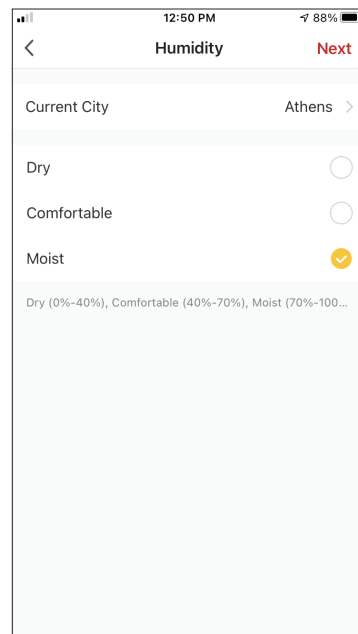 12:50 PM 88%
Humidity Next
Current City Athens
Dry
Comfortable
Moist
Dry (0%-40%), Comfortable (40%-70%), Moist (70%-100...